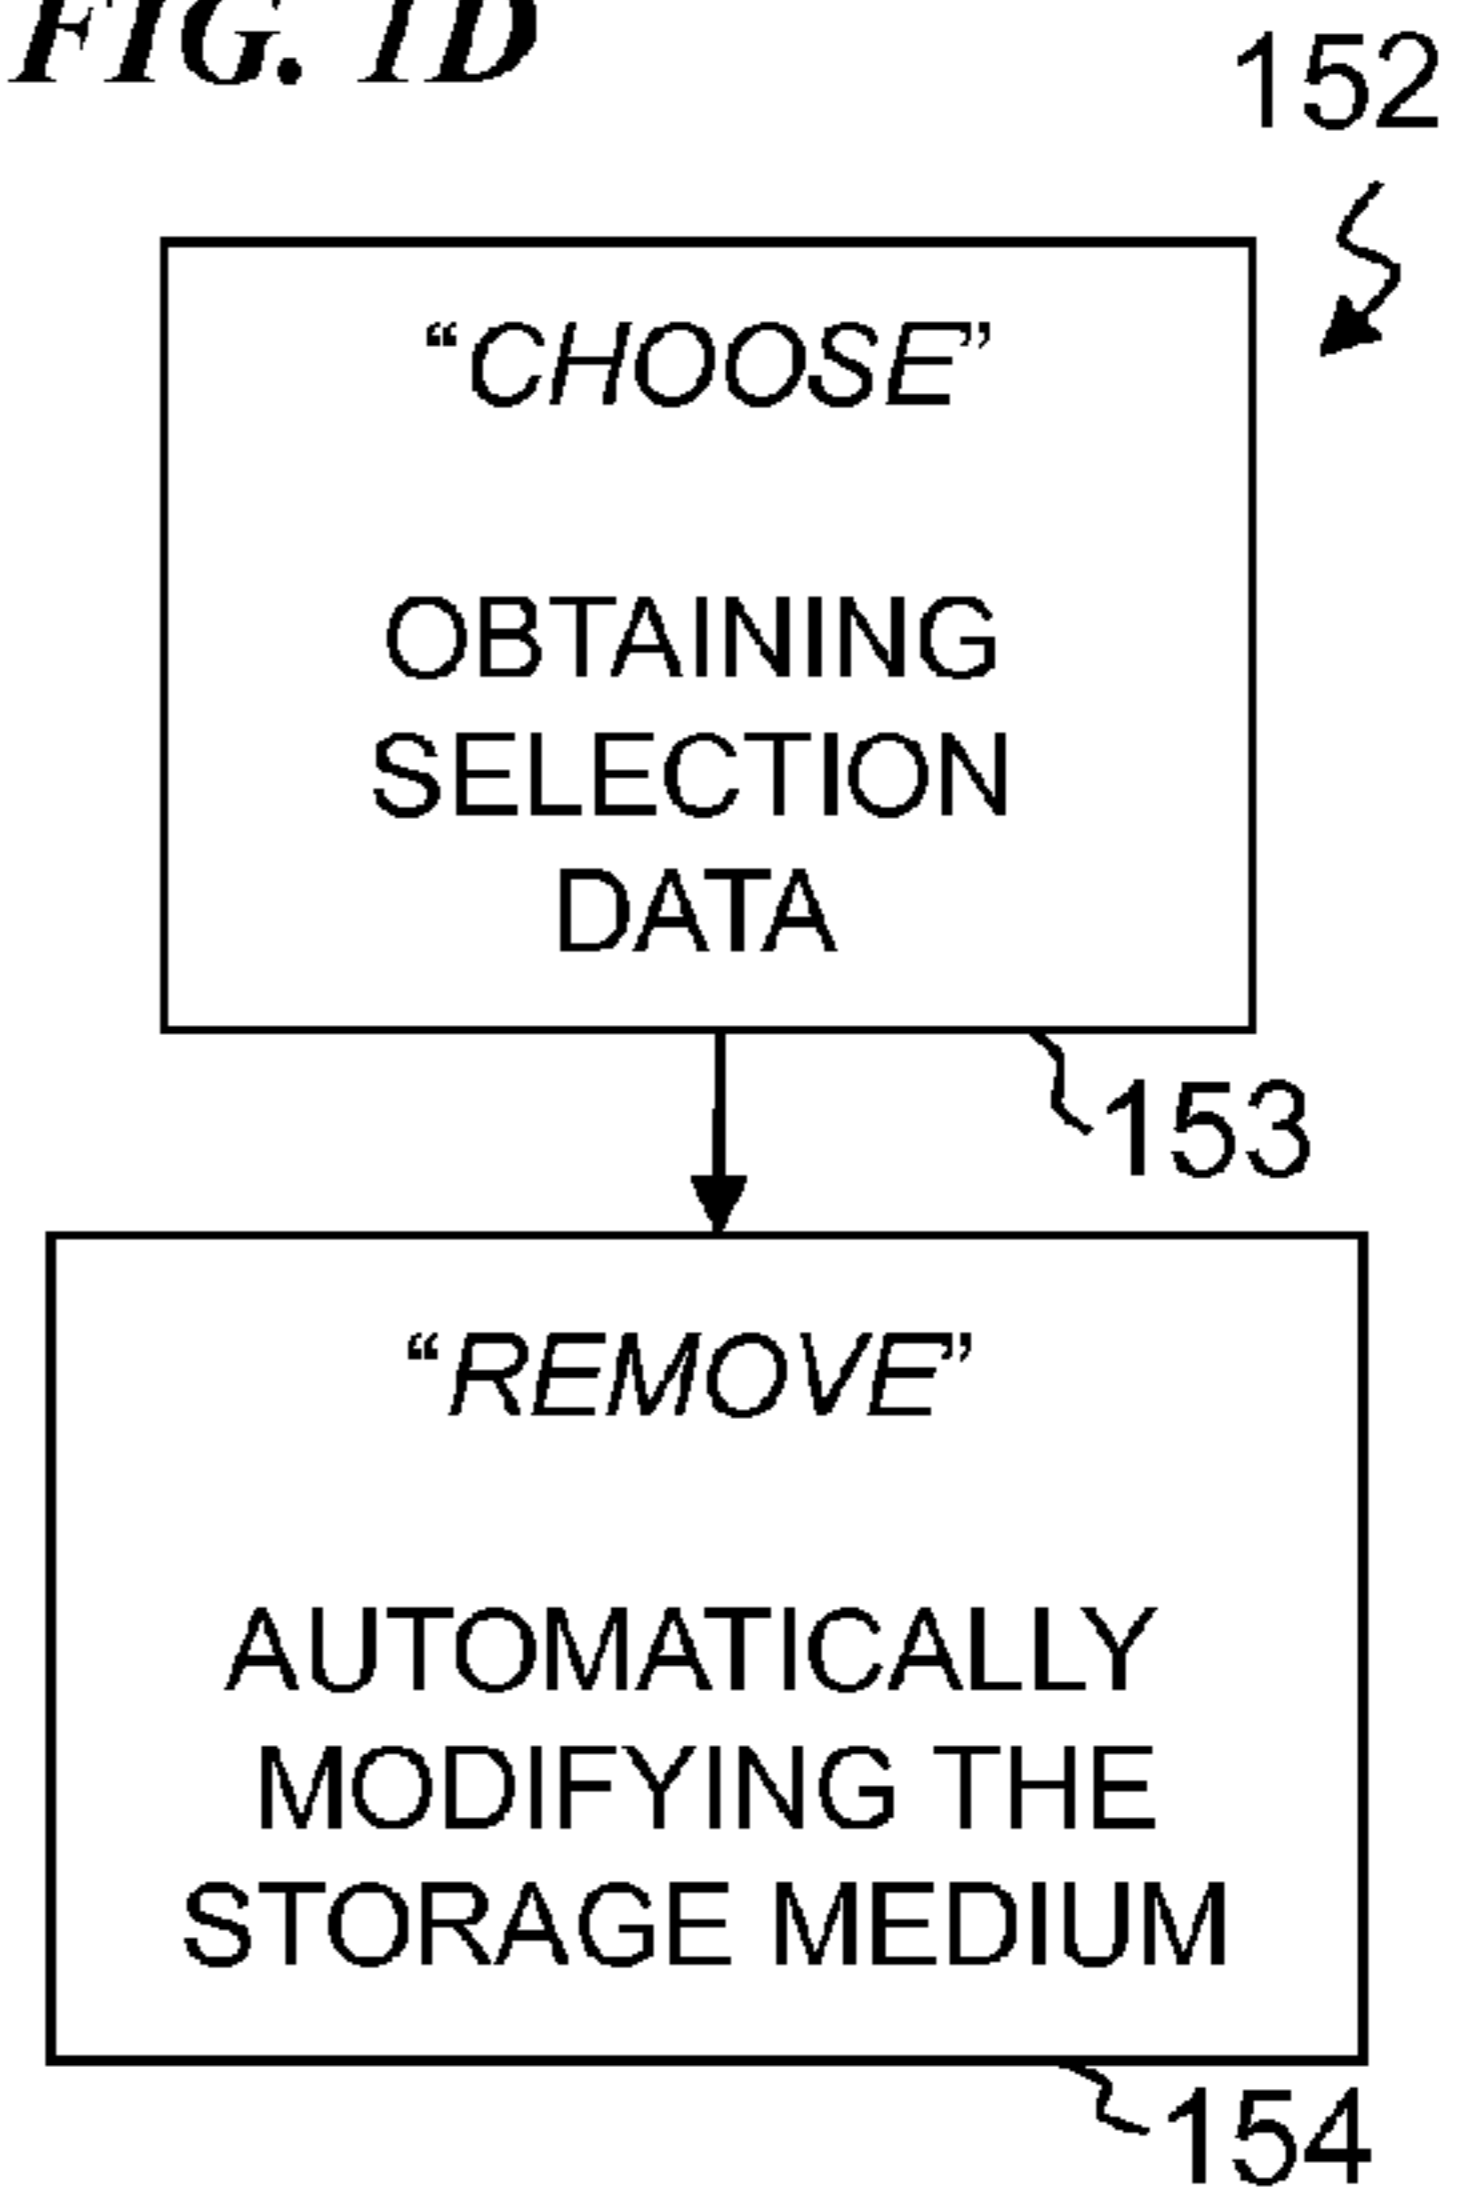 FIG. 1D
152
“CHOOSE”
OBTAINING
SELECTION
DATA
153
“REMOVE”
AUTOMATICALLY
MODIFYING THE
STORAGE MEDIUM
154